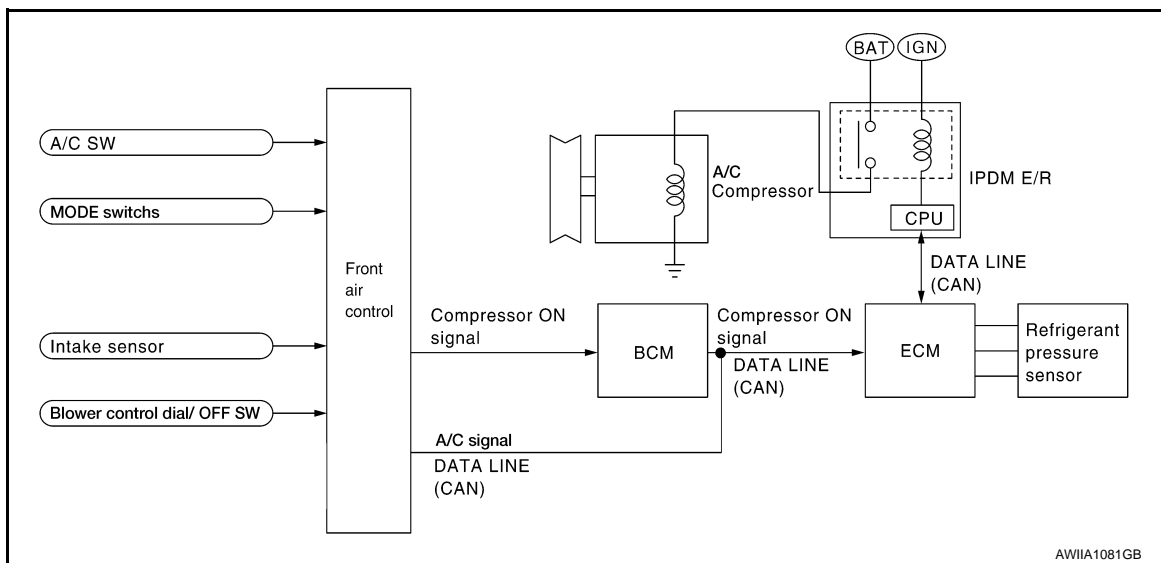 BAT
IGN
A/C SW
A/C
Compressor
IPDM E/R
MODE switchs
CPU
Front
air
control
DATA LINE
(CAN)
Compressor ON
signal
Compressor ON
signal
Intake sensor
BCM
DATA LINE
(CAN)
ECM
Refrigerant
pressure
sensor
Blower control dial/ OFF SW
A/C signal
DATA LINE
(CAN)
AWIIA1081GB